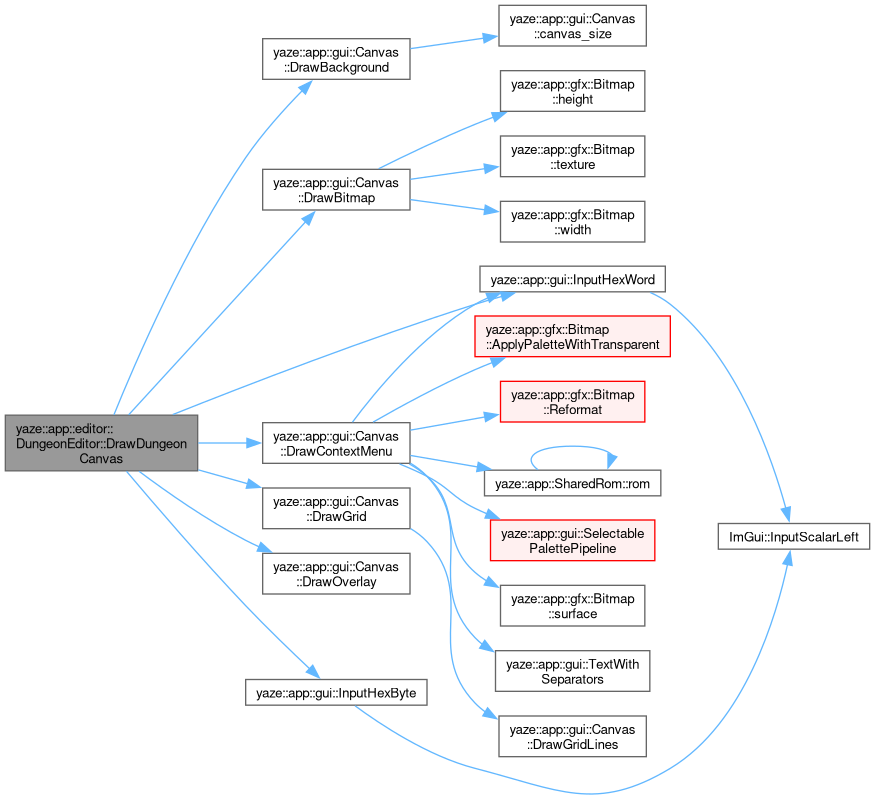 yaze::app::gui::Canvas
::canvas_size
yaze::app::gui::Canvas
::DrawBackground
yaze::app::gfx::Bitmap
::height
yaze::app::gfx::Bitmap
::texture
yaze::app::gui::Canvas
::DrawBitmap
yaze::app::gfx::Bitmap
::width
yaze::app::gui::InputHexWord
yaze::app::gfx::Bitmap
::ApplyPaletteWithTransparent
yaze::app::gfx::Bitmap
::Reformat
yaze::app::editor::
DungeonEditor::DrawDungeon
Canvas
yaze::app::gui::Canvas
::DrawContextMenu
yaze::app::SharedRom::rom
yaze::app::gui::Canvas
::DrawGrid
yaze::app::gui::Selectable
PalettePipeline
ImGui::InputScalarLeft
yaze::app::gui::Canvas
::DrawOverlay
yaze::app::gfx::Bitmap
::surface
yaze::app::gui::TextWith
Separators
yaze::app::gui::InputHexByte
yaze::app::gui::Canvas
::DrawGridLines